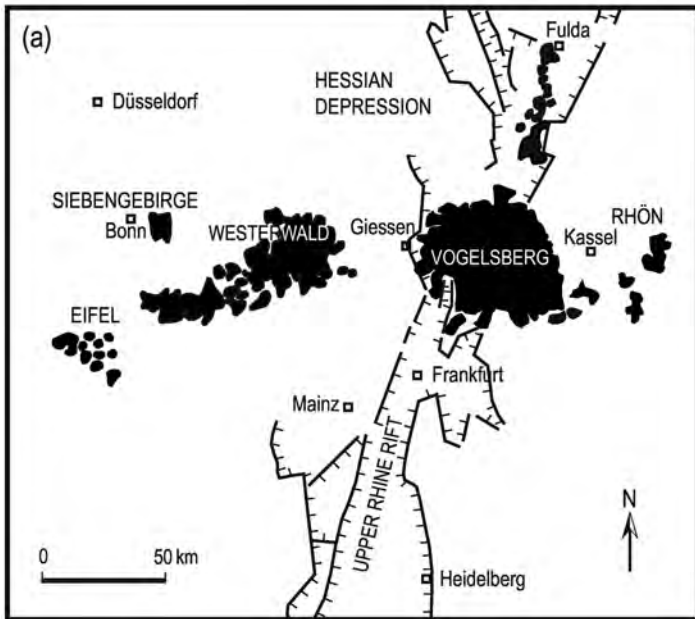 (a)
Fulda
HESSIAN
DEPRESSION
Düsseldorf
SIEBENGEBIRGE
Bonn
WESTERWALD
Giessen
VOGELSBERG
Kassel
RHÖN
EIFEL
Frankfurt
Mainz
UPPER RHINE RIFT
N
0 50 km
Heidelberg